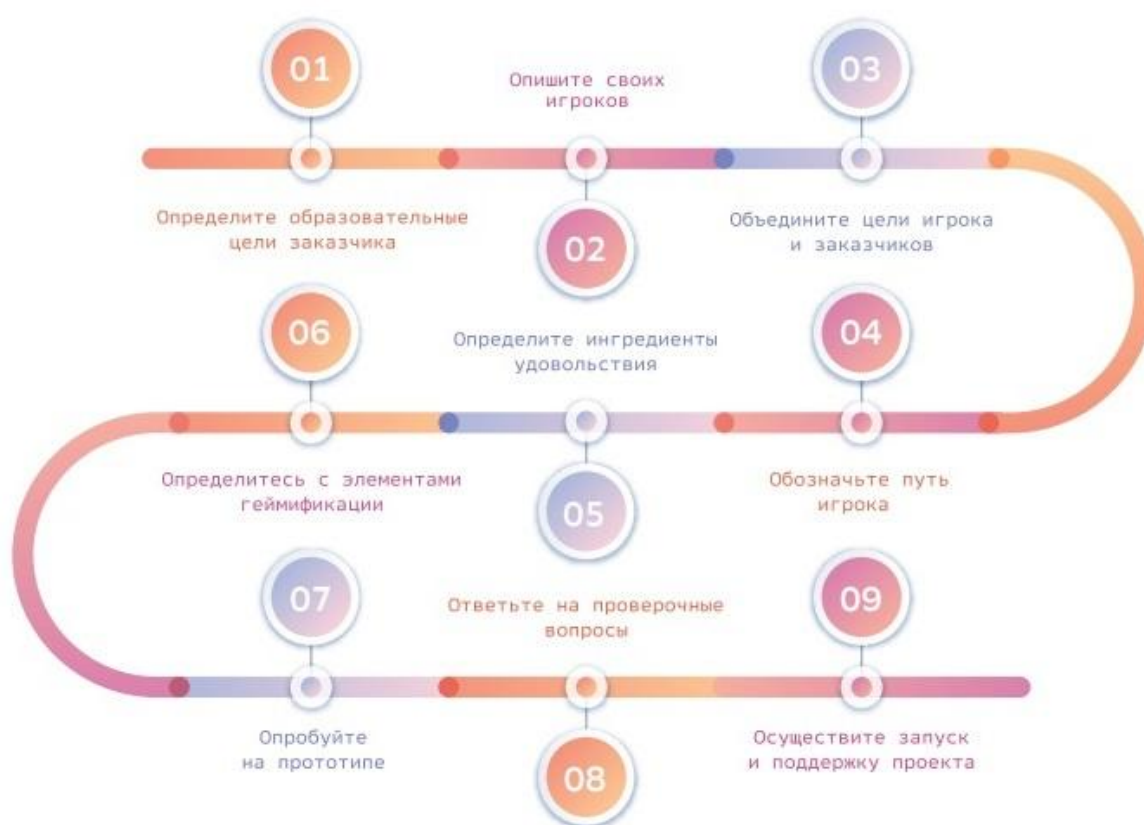 01
Определите образовательные
цели заказчика
Опишите своих
игроков
02
03
Объедините цели игрока
и заказчиков
04
Обозначьте путь
игрока
Определите ингредиенты
удовольствия
05
06
Определитесь с элементами
геймификации
07
Опробуйте
на прототипе
Ответьте на проверочные
вопросы
08
09
Осуществите запуск
и поддержку проекта